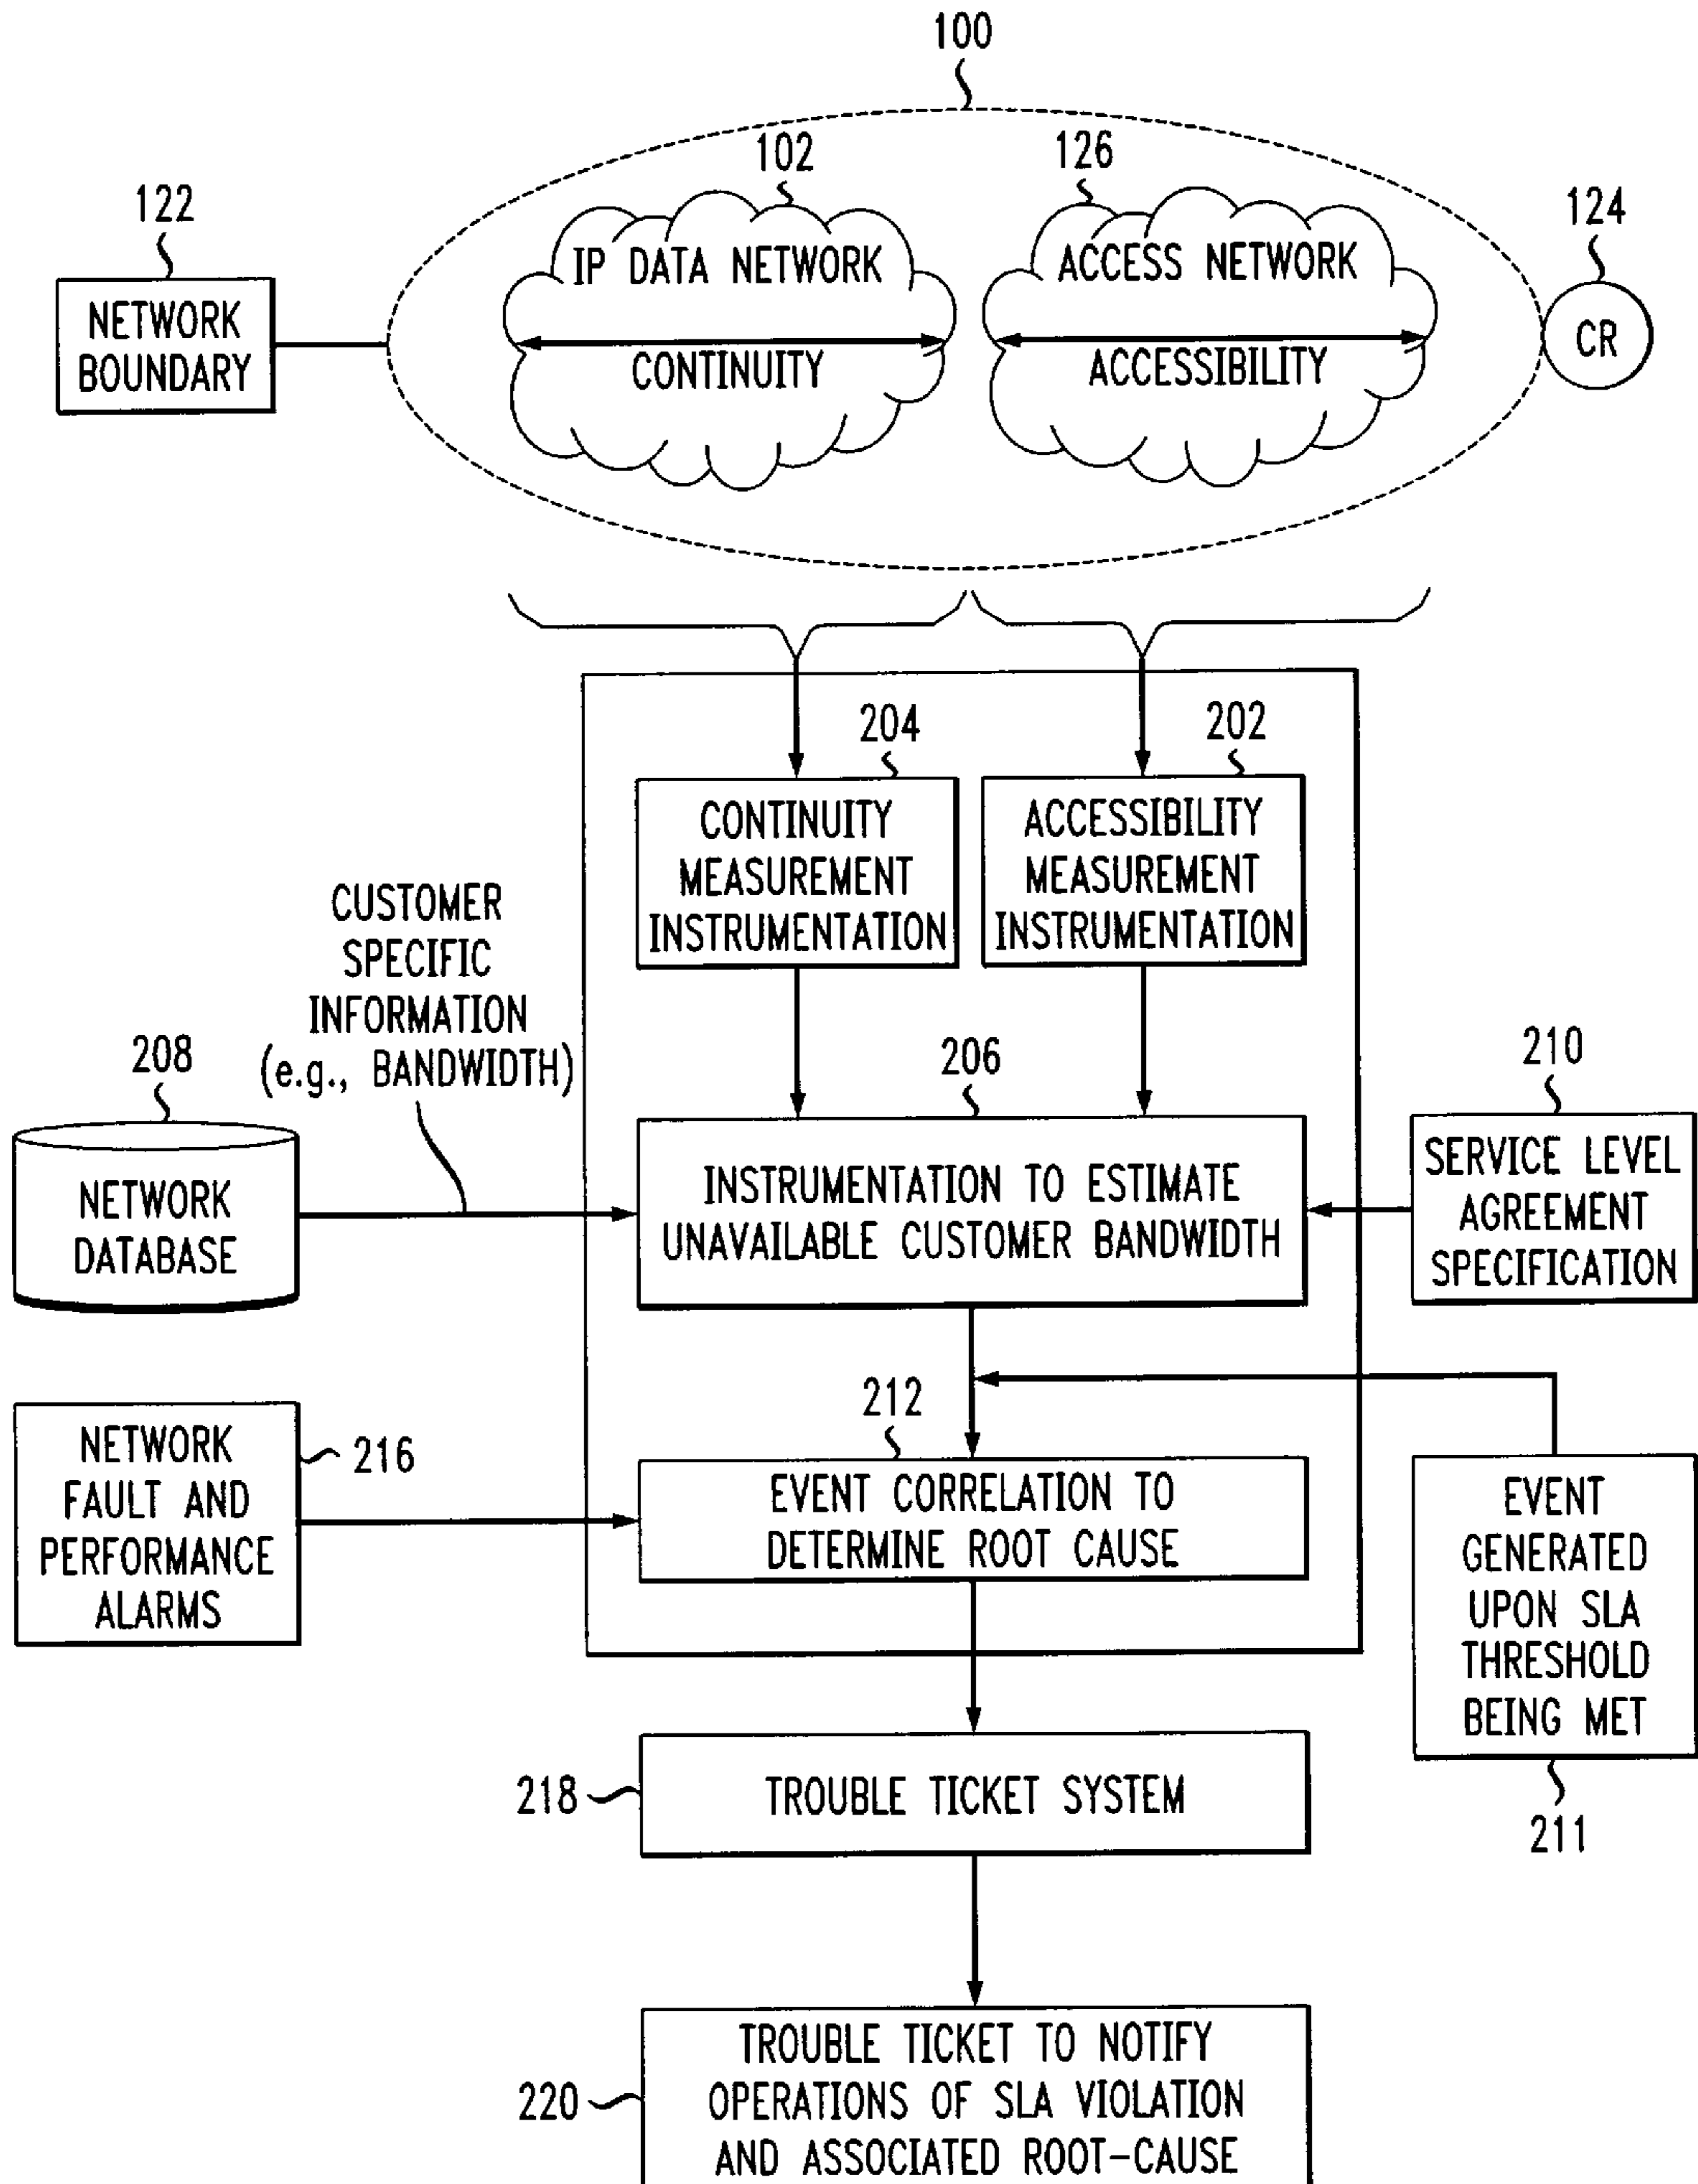 100
102
126
122
124
IP DATA NETWORK
ACCESS NETWORK
NETWORK
BOUNDARY
CR
CONTINUITY
ACCESSIBILITY
204
202
CONTINUITY
MEASUREMENT
INSTRUMENTATION
ACCESSIBILITY
MEASUREMENT
INSTRUMENTATION
CUSTOMER
SPECIFIC
INFORMATION
(e.g., BANDWIDTH)
208
206
210
NETWORK
DATABASE
INSTRUMENTATION TO ESTIMATE
UNAVAILABLE CUSTOMER BANDWIDTH
SERVICE LEVEL
AGREEMENT
SPECIFICATION
212
NETWORK
FAULT AND
PERFORMANCE
ALARMS
216
EVENT CORRELATION TO
DETERMINE ROOT CAUSE
EVENT
GENERATED
UPON SLA
THRESHOLD
BEING MET
211
218
TROUBLE TICKET SYSTEM
220
TROUBLE TICKET TO NOTIFY
OPERATIONS OF SLA VIOLATION
AND ASSOCIATED ROOT-CAUSE